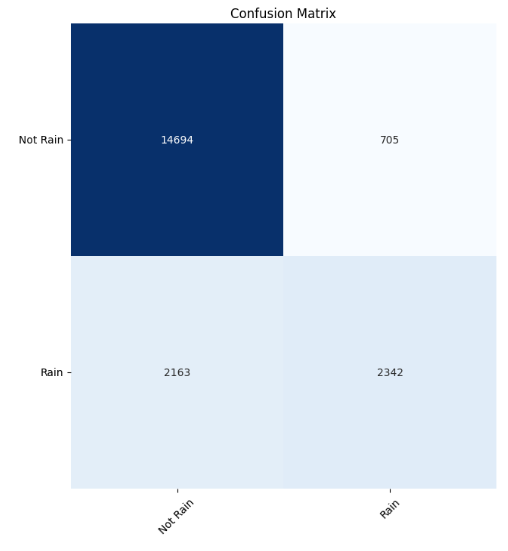 Confusion Matrix
Not Rain
14694
705
Rain
2163
2342
Not Rain
Rain